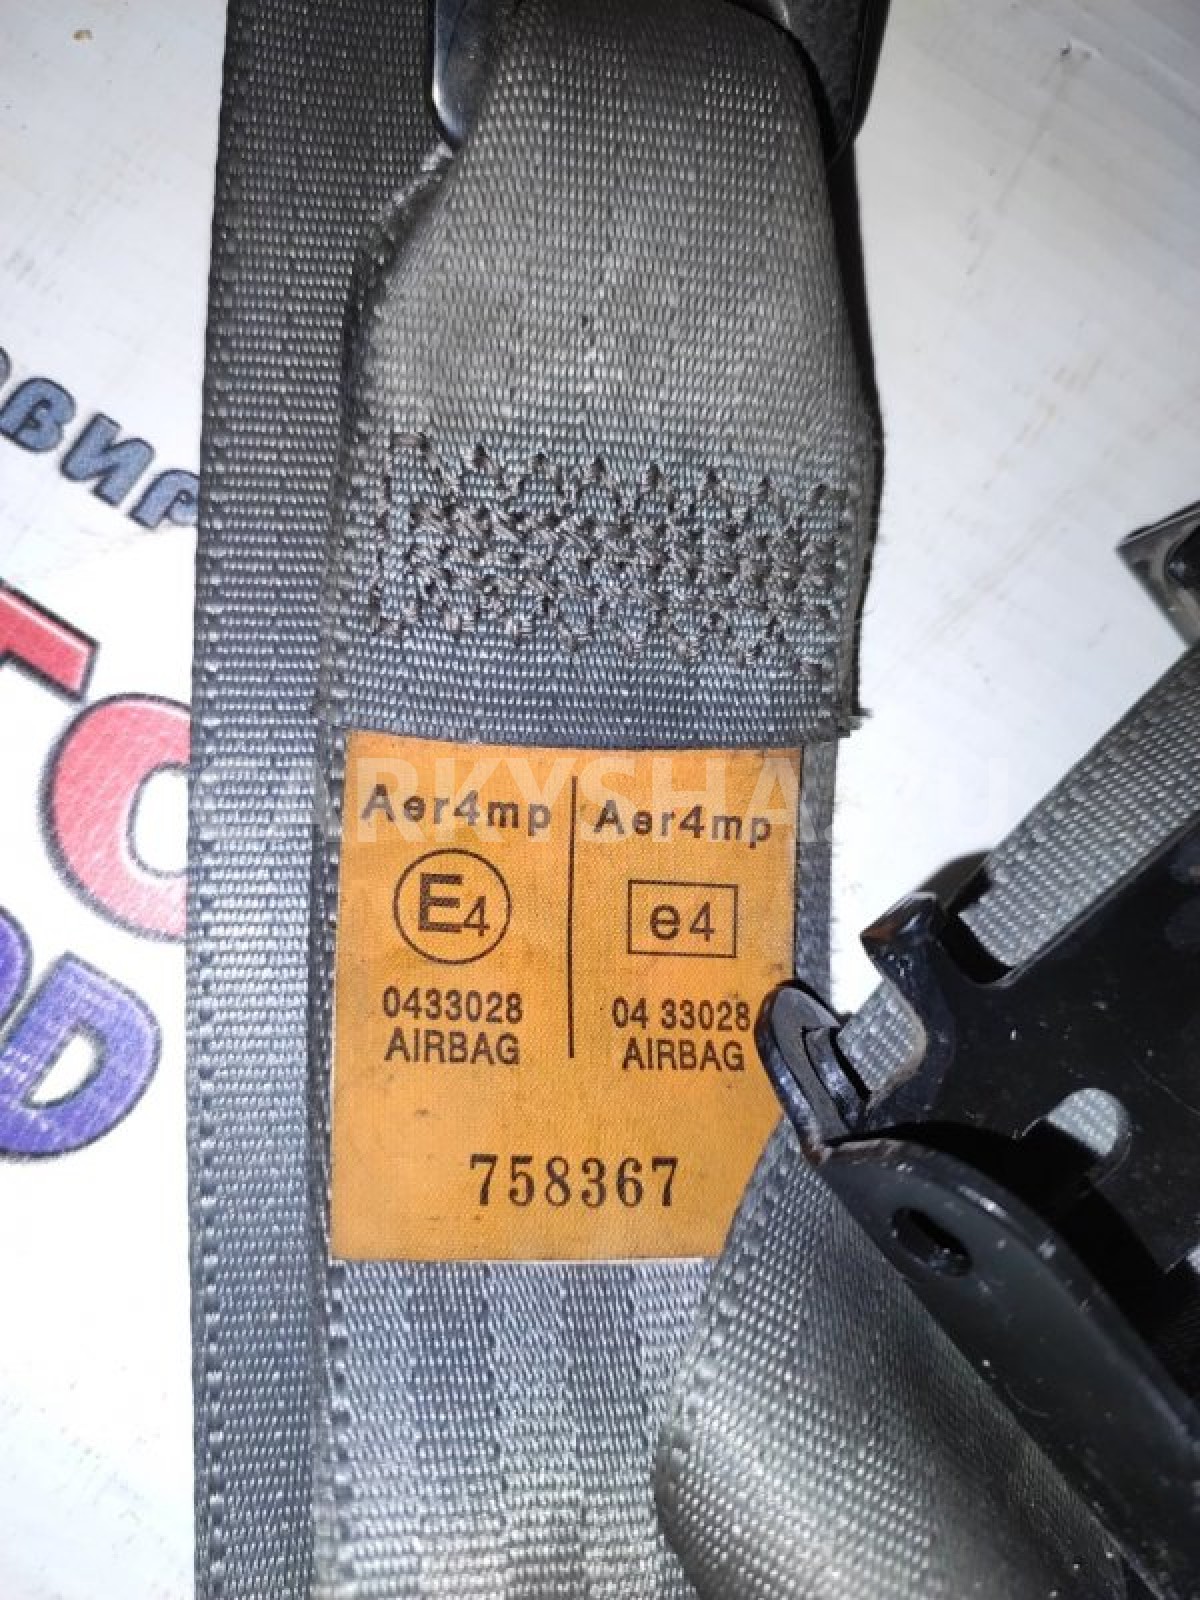 Aer4mp
E4
0433028
AIRBAG
Aer4mp
e4
04 33028
AIRBAG
758367